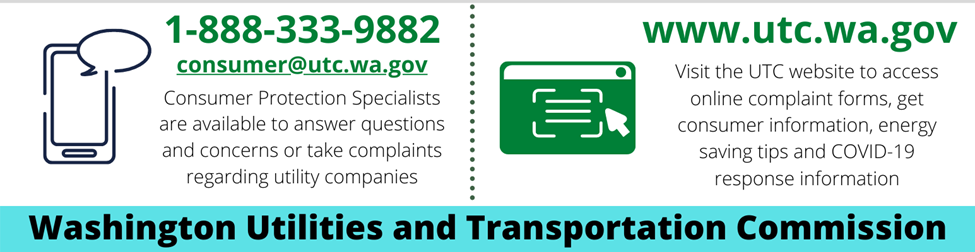 1-888-333-9882
consumer@utc.wa.gov
Consumer Protection Specialists
are available to answer questions
and concerns or take complaints
regarding utility companies
www.utc.wa.gov
Visit the UTC website to access
online complaint forms, get
consumer information, energy
saving tips and COVID-19
response information
Washington Utilities and Transportation Commission